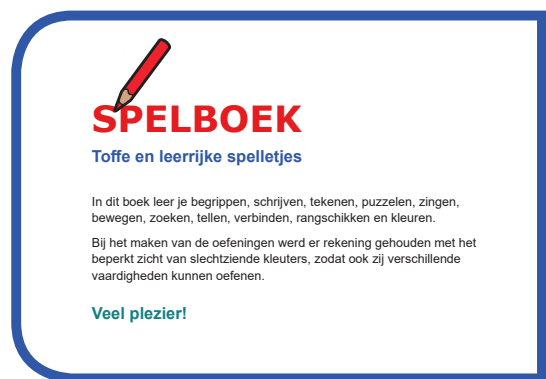 SPELBOEK
Toffe en leerrijke spelletjes
In dit boek leer je begrippen, schrijven, tekenen, puzzelen, zingen,
bewegen, zoeken, tellen, verbinden, rangschikken en kleuren.
Bij het maken van de oefeningen werd er rekening gehouden met het
beperkt zicht van slechtziende kleuters, zodat ook zij verschillende
vaardigheden kunnen oefenen.
Veel plezier!